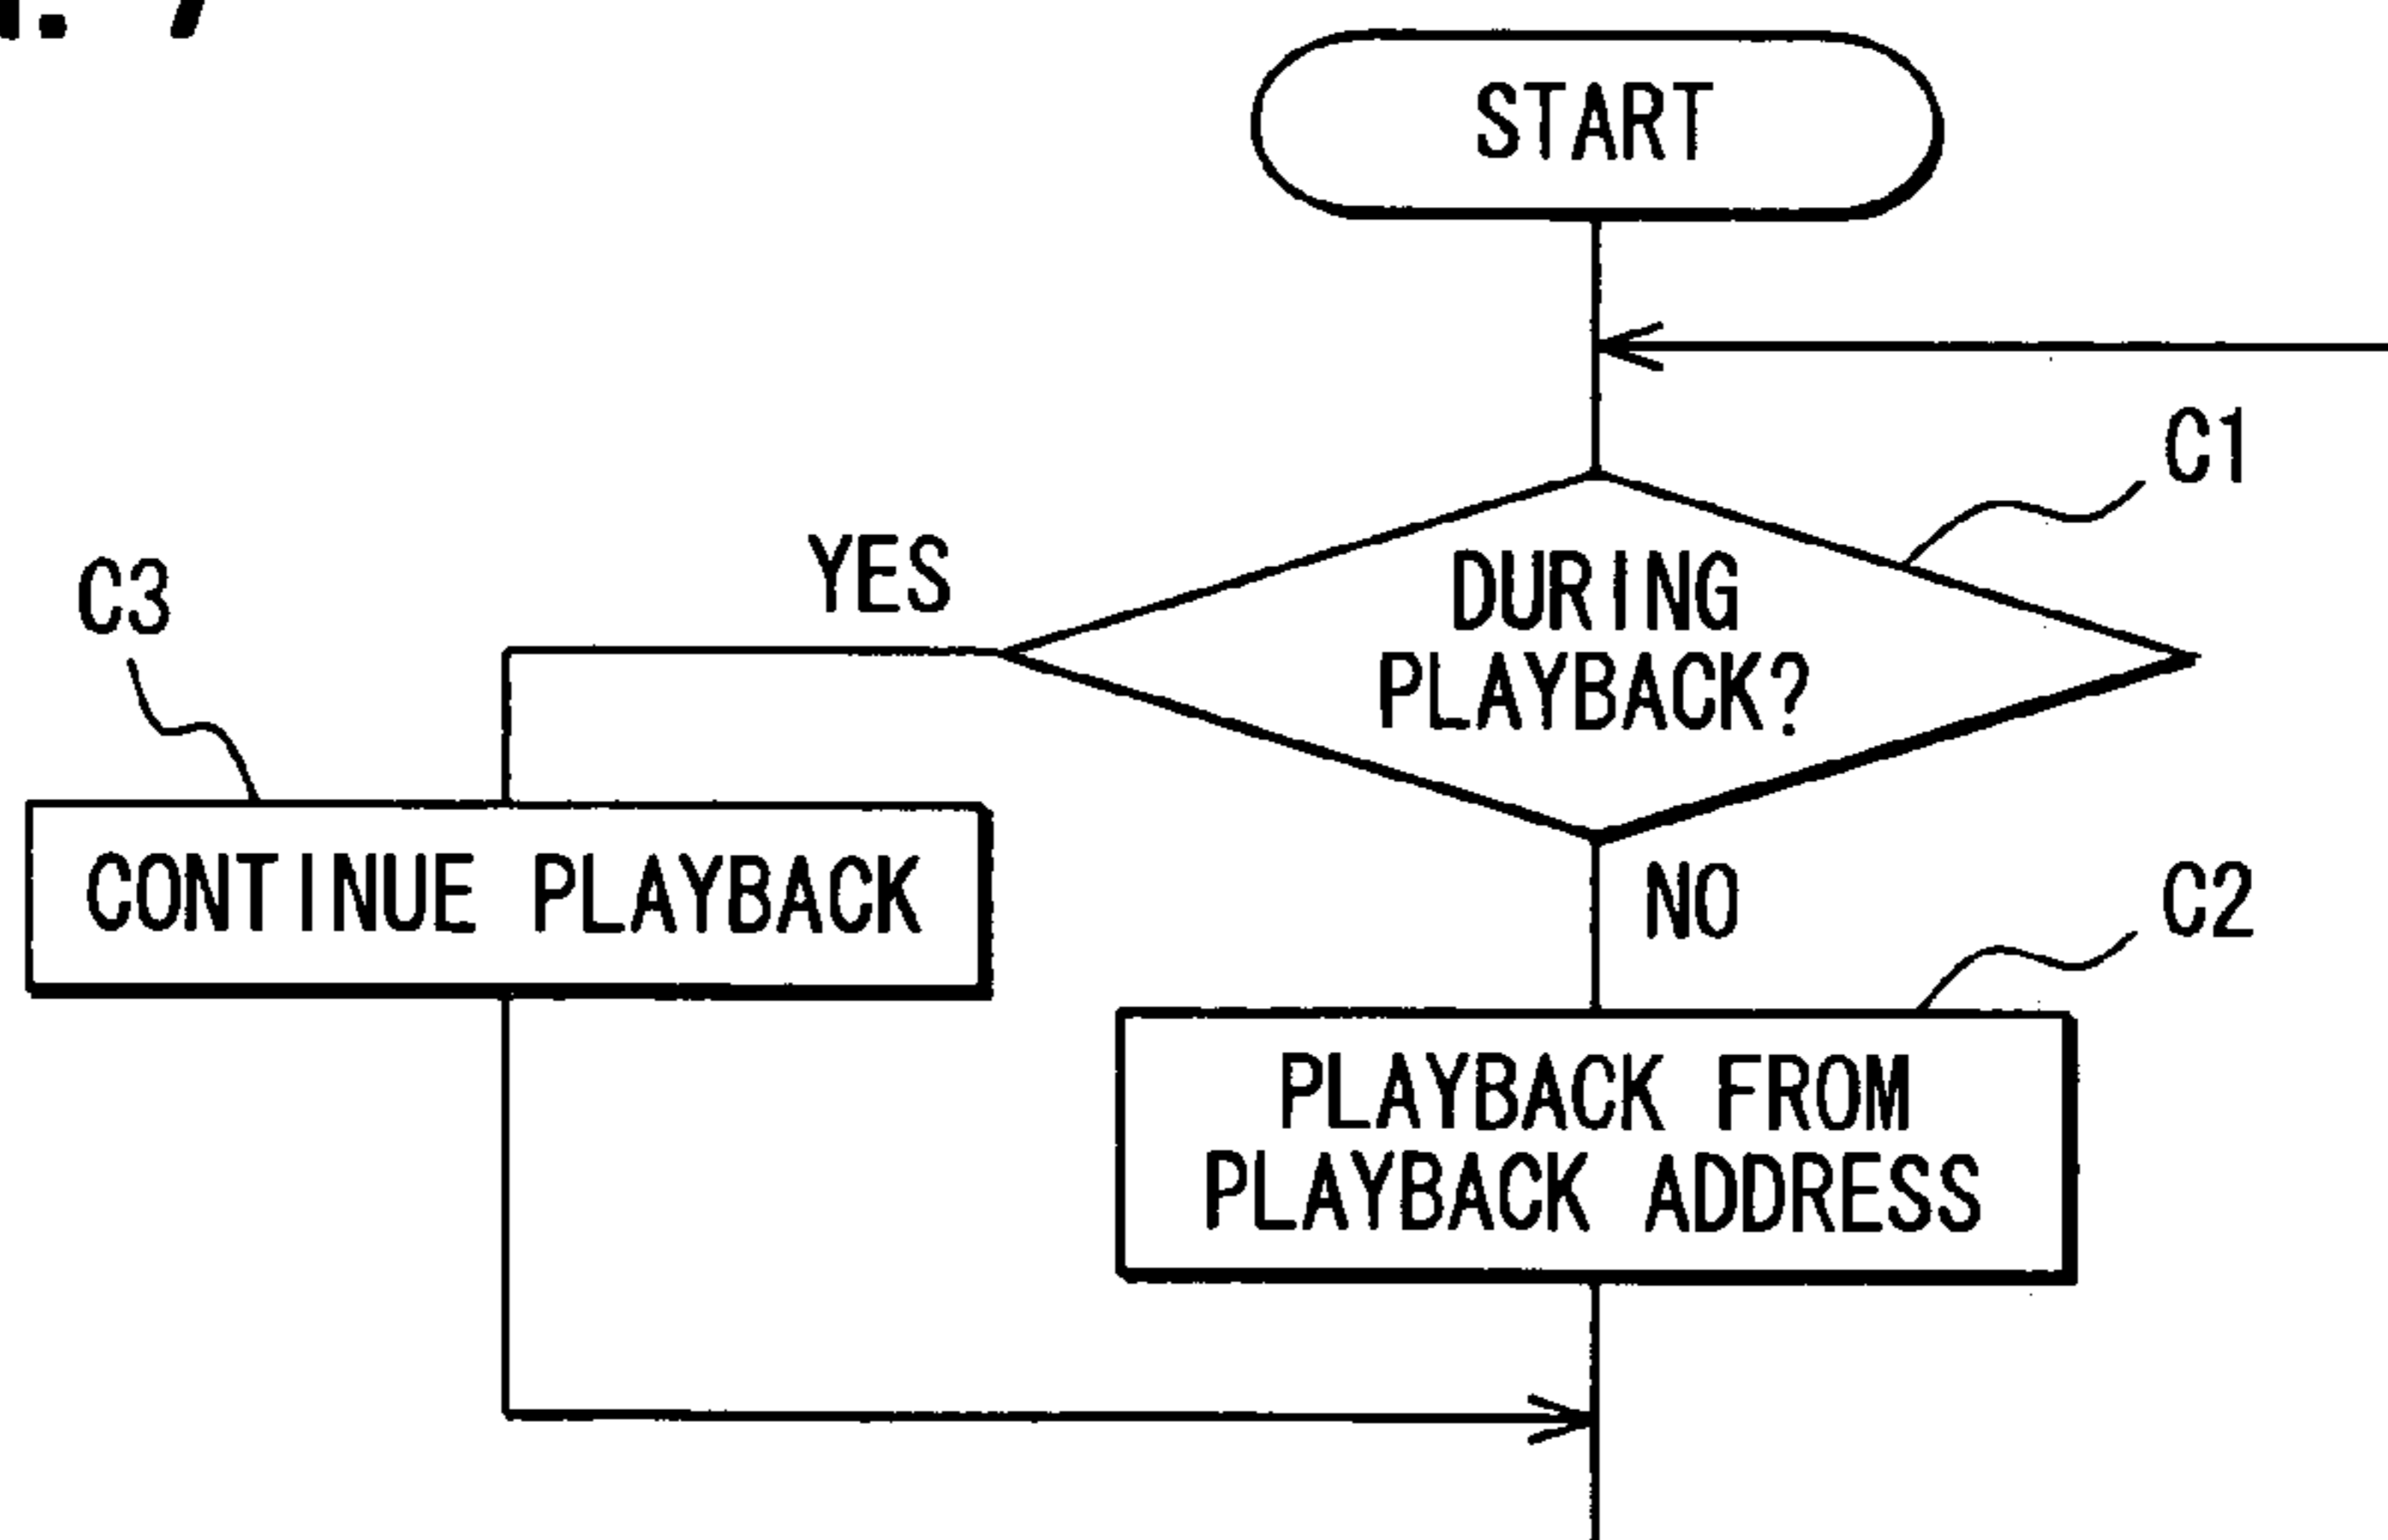 START
C1
YES
DURING
PLAYBACK?
C3
CONTINUE PLAYBACK
NO
C2
PLAYBACK FROM
PLAYBACK ADDRESS